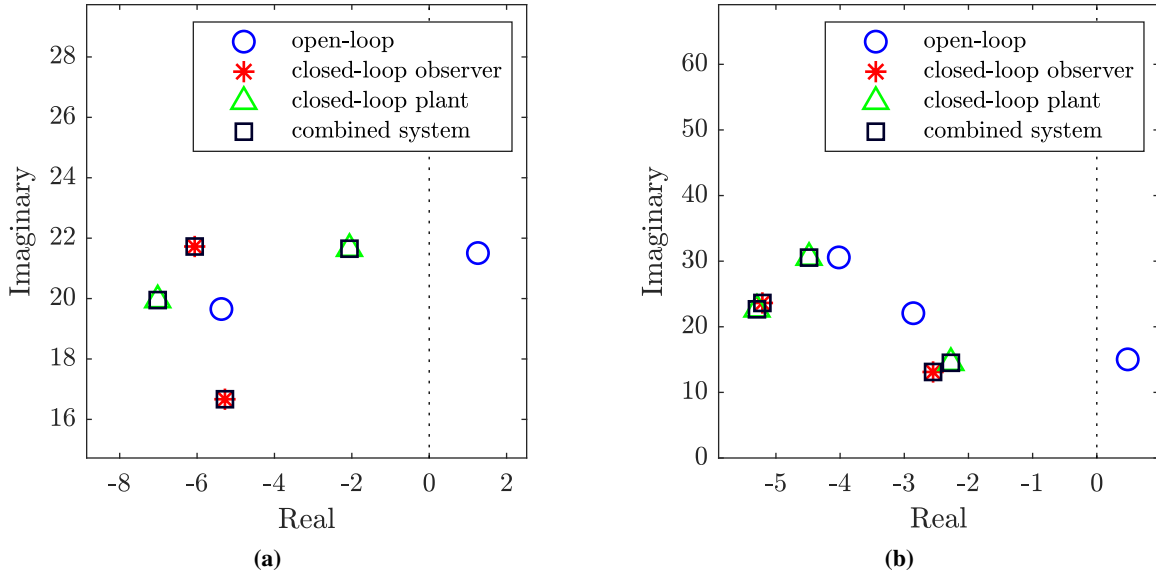 open-loop
closed-loop observer
closed-loop plant
combined system
28
26
24
22
20
18
16
Imaginary
-8
-6
-4
-2
0
2
Real
(a)
open-loop
closed-loop observer
closed-loop plant
combined system
60
50
40
30
20
10
0
Imaginary
-5
-4
-3
-2
-1
0
Real
(b)